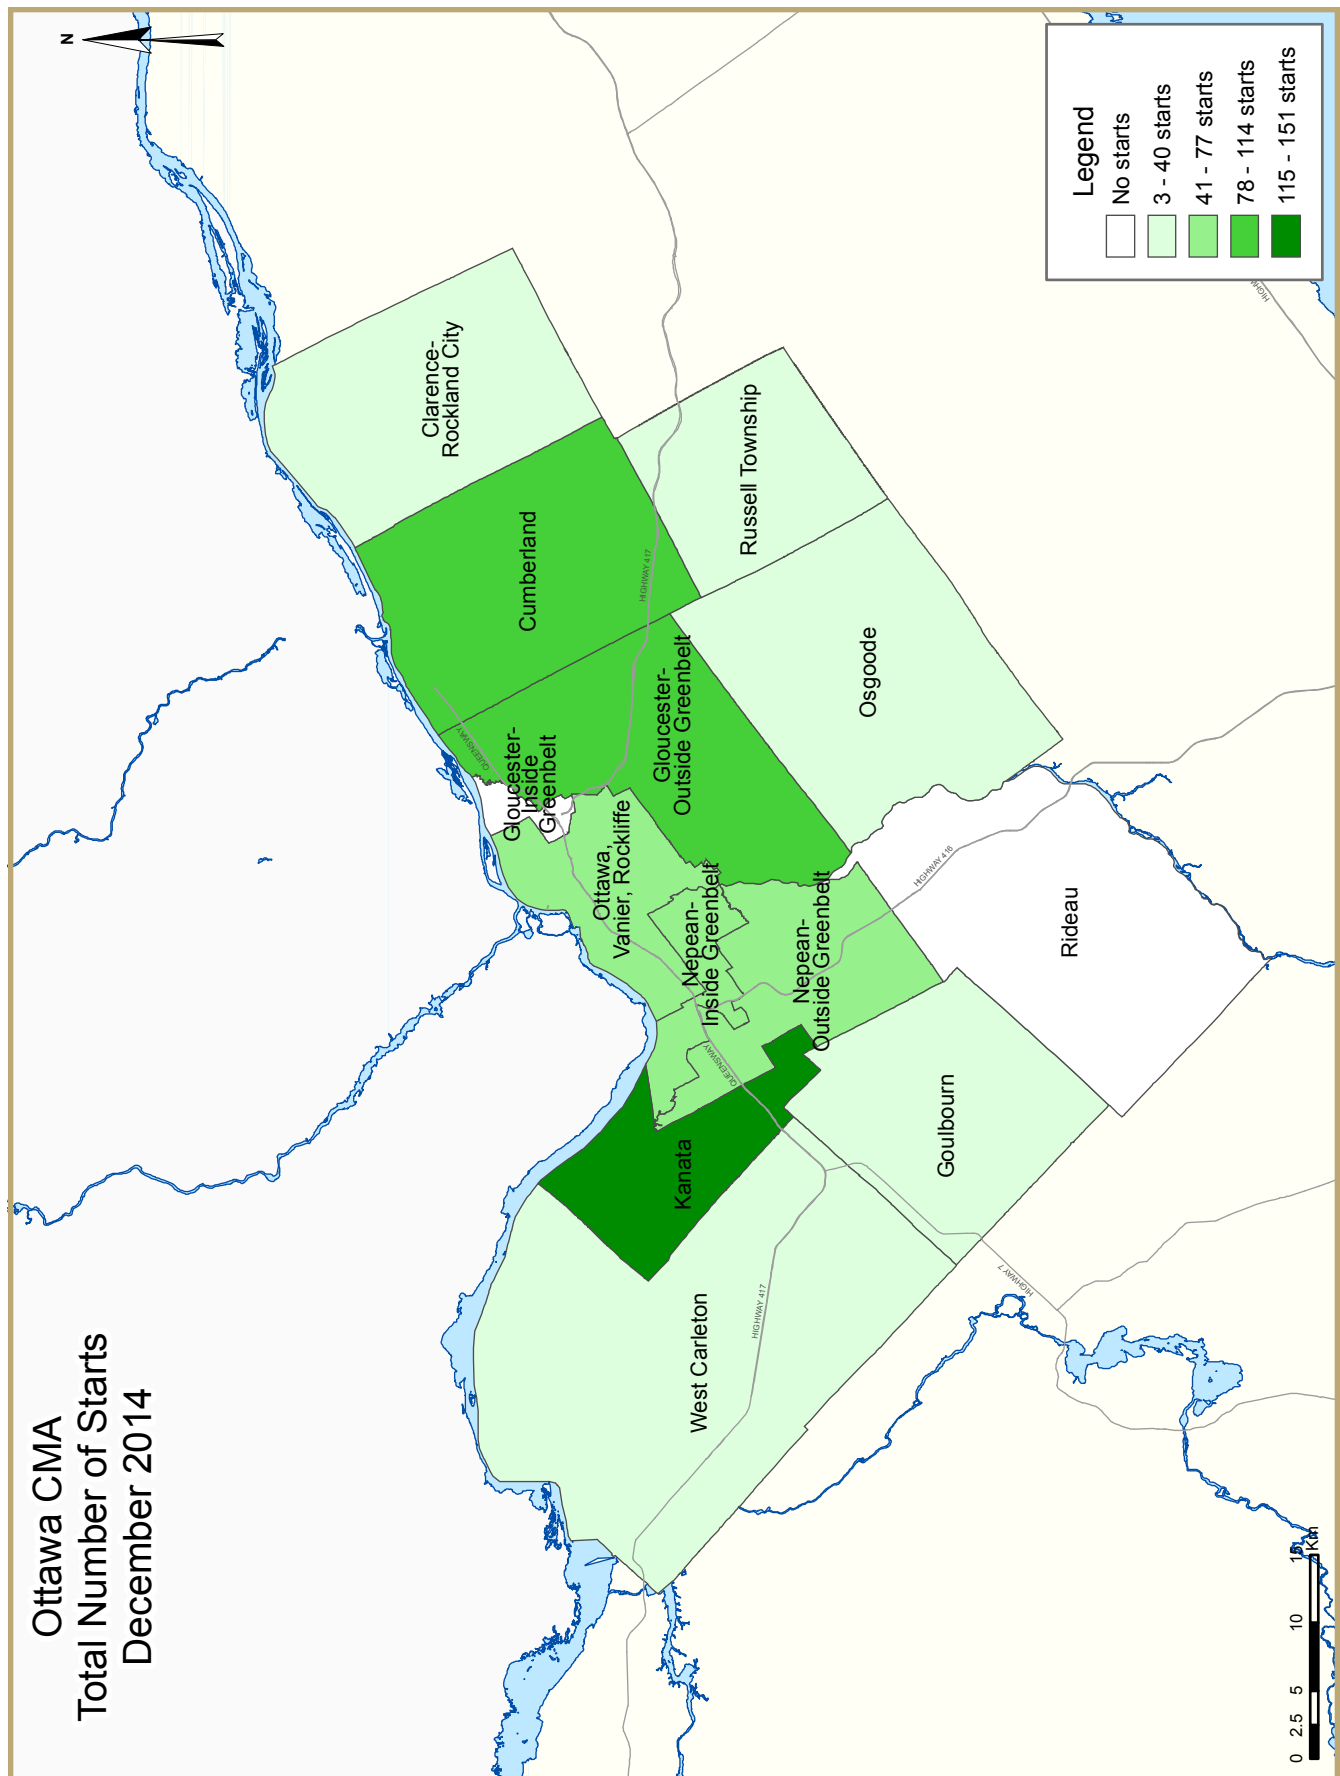 Ottawa CMA
Total Number of Starts
December 2014
N
West Carleton
Kanata
Goulbourn
Rideau
Nepean-
Outside Greenbelt
Nepean-
Inside Greenbelt
Ottawa,
Vanier, Rockliffe
Gloucester-
Inside
Greenbelt
Gloucester-
Outside Greenbelt
Osgoode
Cumberland
Russell Township
Clarence-
Rockland City
HIGHWAY 417
HIGHWAY 7
QUEENSWAY
HIGHWAY 416
QUEENSWAY
HIGHWAY 417
Legend
No starts
3 - 40 starts
41 - 77 starts
78 - 114 starts
115 - 151 starts
0 2.5 5 10 15
Km